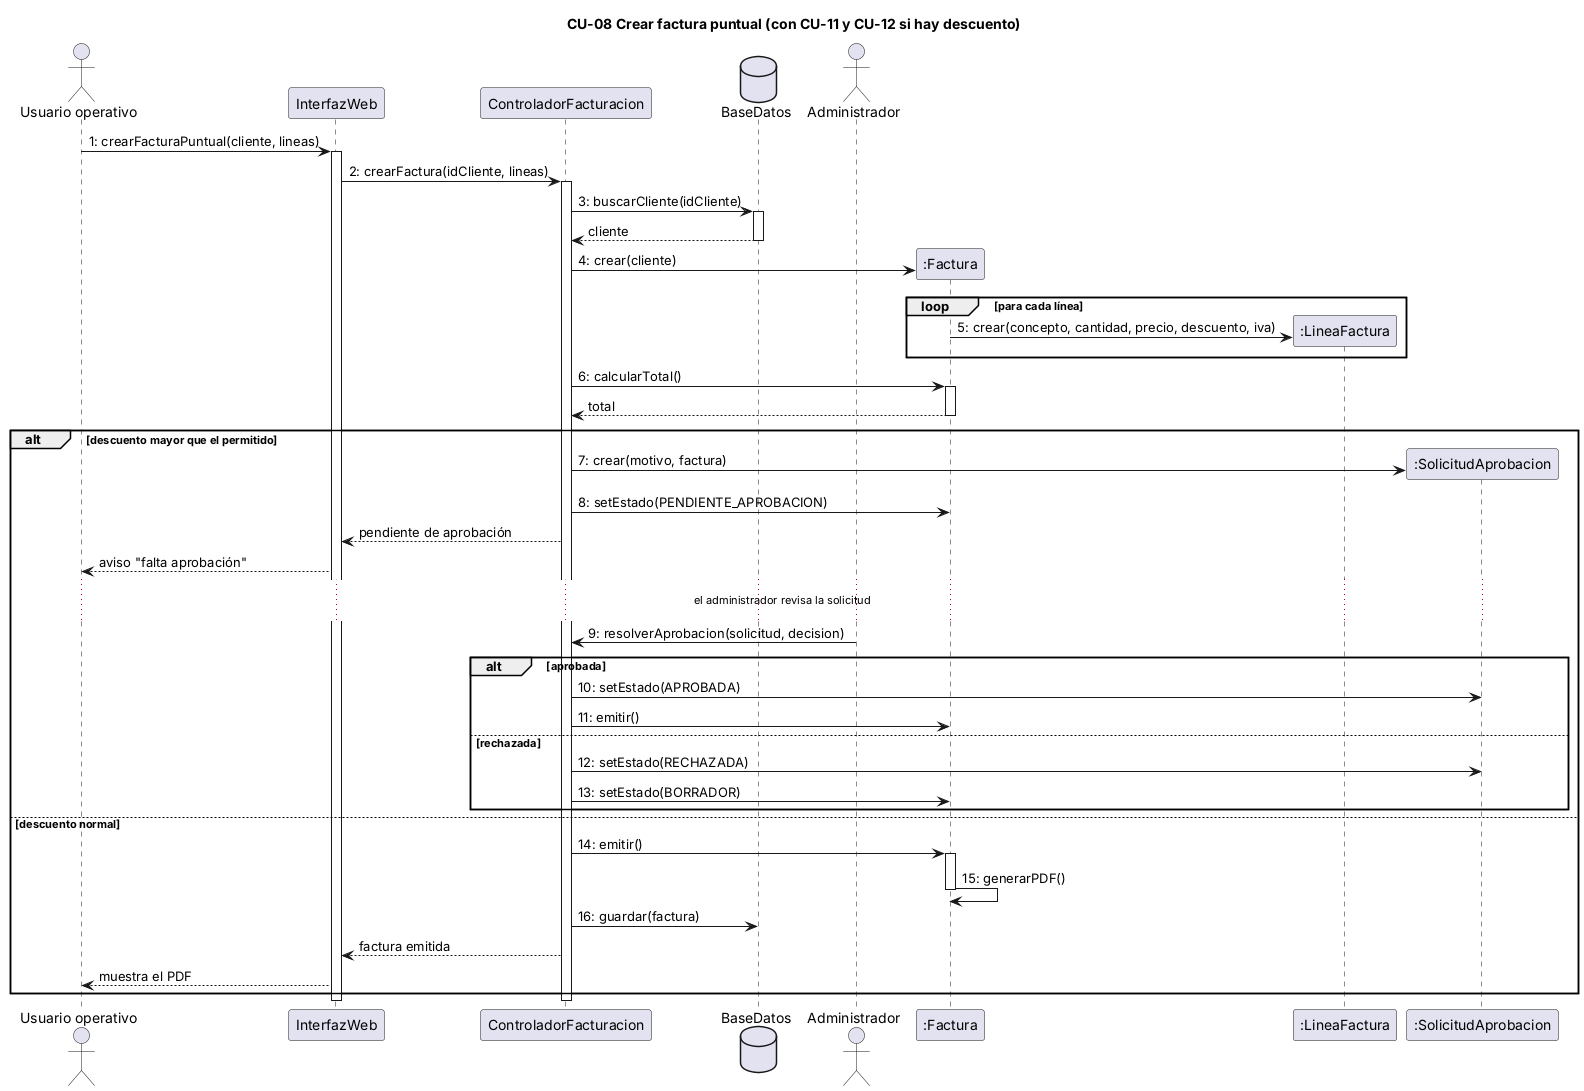 CU-08 Crear factura puntual (con CU-11 y CU-12 si hay descuento)
Usuario operativo
InterfazWeb
ControladorFacturacion
BaseDatos
Administrador
1: crearFacturaPuntual(cliente, lineas)
2: crearFactura(idCliente, lineas)
3: buscarCliente(idCliente)
cliente
4: crear(cliente)
:Factura
loop
[para cada línea]
5: crear(concepto, cantidad, precio, descuento, iva)
:LineaFactura
6: calcularTotal()
total
alt
[descuento mayor que el permitido]
7: crear(motivo, factura)
:SolicitudAprobacion
8: setEstado(PENDIENTE_APROBACION)
pendiente de aprobación
aviso "falta aprobación"
el administrador revisa la solicitud
9: resolverAprobacion(solicitud, decision)
alt
[aprobada]
10: setEstado(APROBADA)
11: emitir()
[rechazada]
12: setEstado(RECHAZADA)
13: setEstado(BORRADOR)
[descuento normal]
14: emitir()
15: generarPDF()
16: guardar(factura)
factura emitida
muestra el PDF
Usuario operativo
InterfazWeb
ControladorFacturacion
BaseDatos
Administrador
:Factura
:LineaFactura
:SolicitudAprobacion